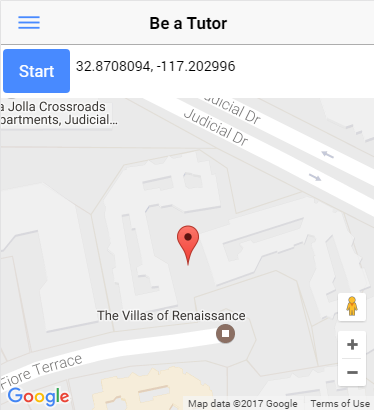 Be a Tutor
Start
32.8708094, -117.202996
a Jolla Crossroads
partments, Judicial...
Judicial Dr
Judicial Dr
The Villas of Renaissance
Fiore Terrace
Google
Map data ©2017 Google
Terms of Use